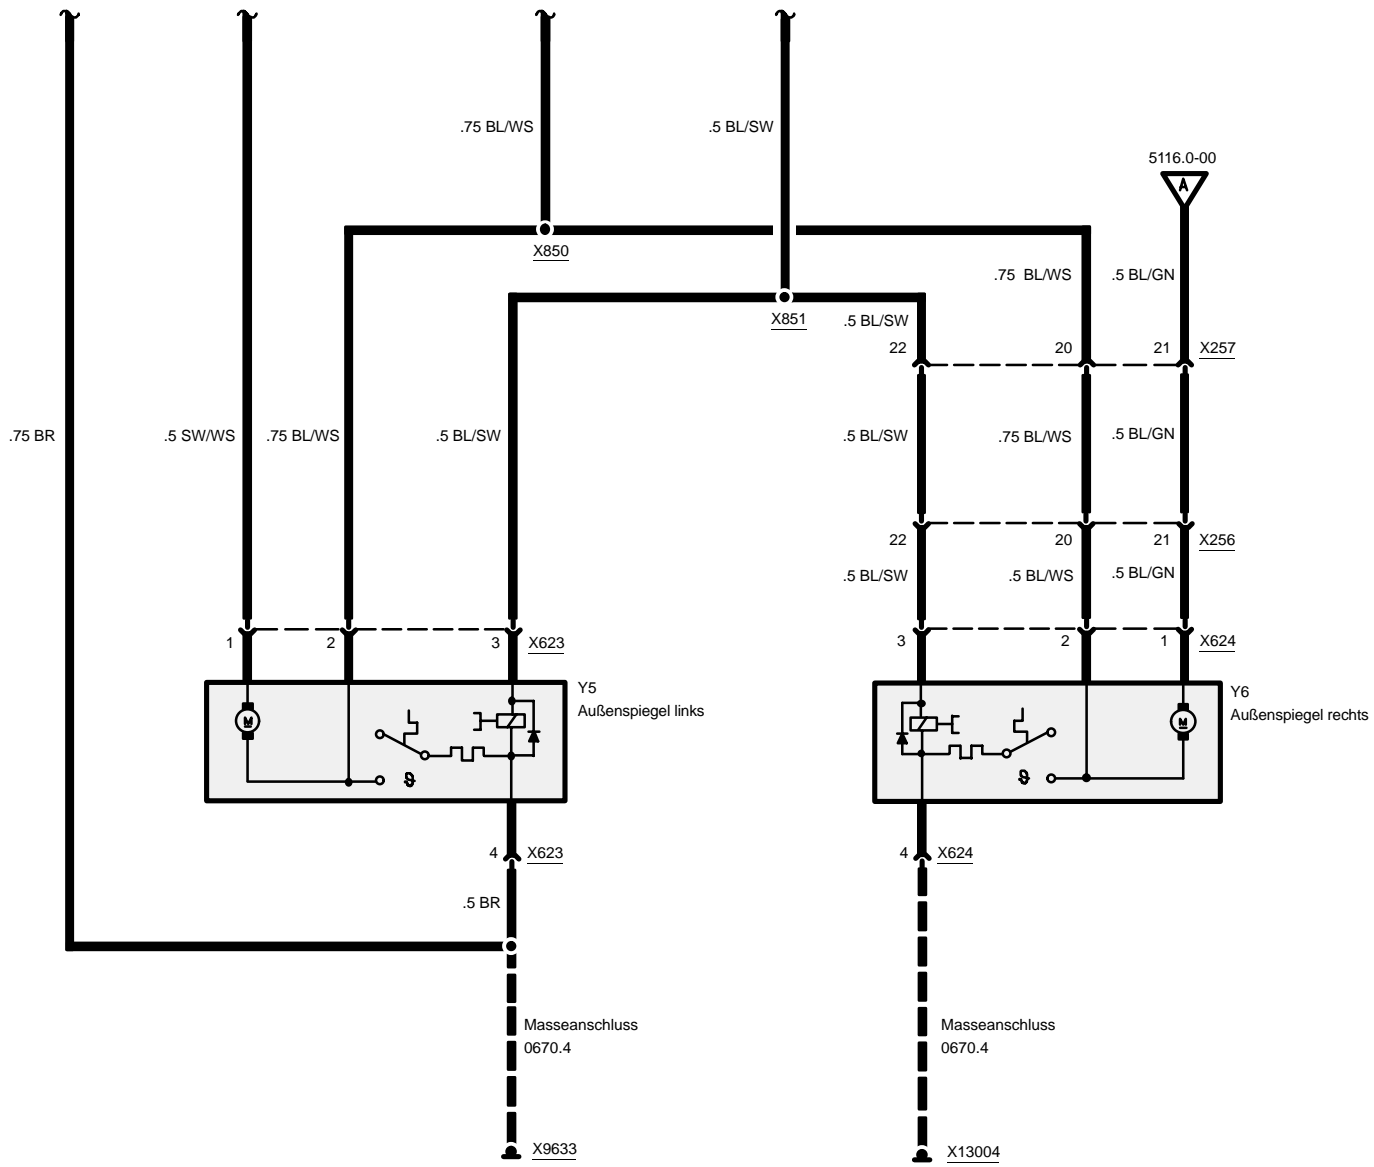 .75 BL/WS
.5 BL/SW
5116.0-00
A
X850
.75 BL/WS
.5 BL/GN
X851
.5 BL/SW
22
20
21
X257
.75 BR
.5 SW/WS
.75 BL/WS
.5 BL/SW
.5 BL/SW
.75 BL/WS
.5 BL/GN
22
20
21
X256
.5 BL/SW
.5 BL/WS
.5 BL/GN
1
2
3
X623
3
2
1
X624
Y5
Außenspiegel links
Y6
Außenspiegel rechts
M
M
ϑ
ϑ
4
X623
4
X624
.5 BR
Masseanschluss
0670.4
Masseanschluss
0670.4
X9633
X13004